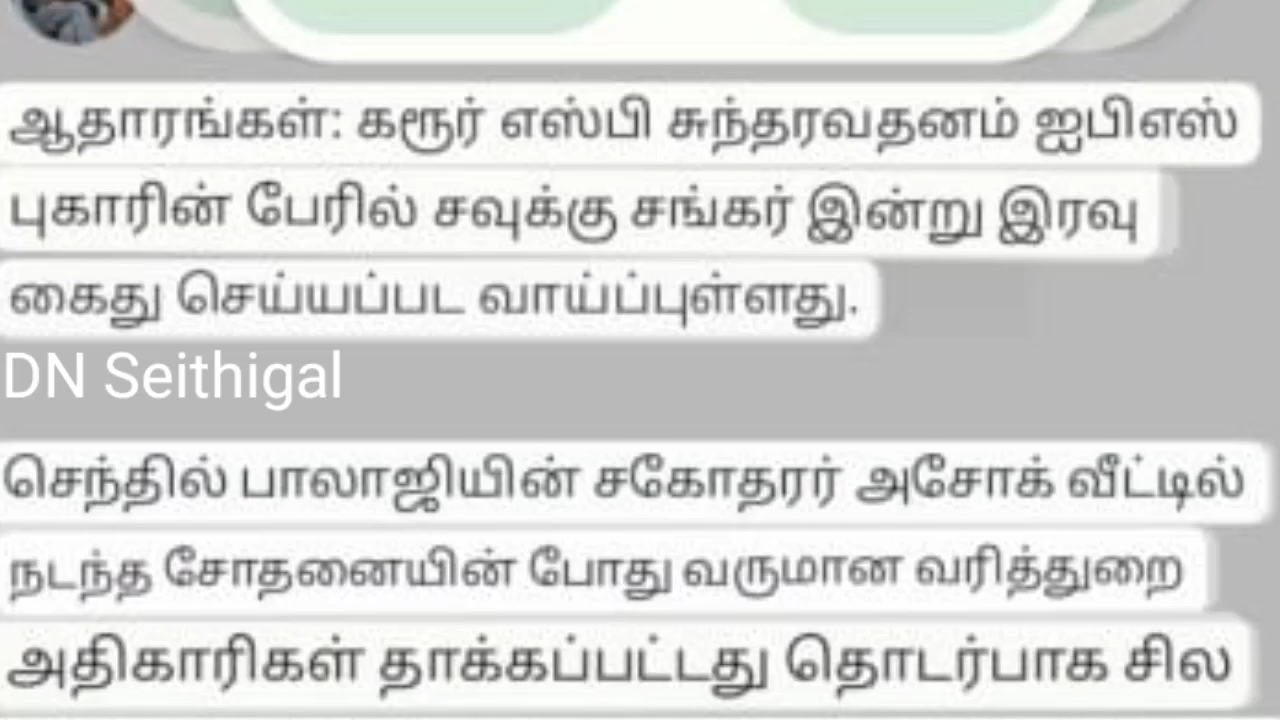 ஆதாரங்கள்: கரூர் எஸ்பி சுந்தரவதனம் ஐபிஎஸ்
புகாரின் பேரில் சவுக்கு சங்கர் இன்று இரவு
கைது செய்யப்பட வாய்ப்புள்ளது.
DN Seithigal
செந்தில் பாலாஜியின் சகோதரர் அசோக் வீட்டில்
நடந்த சோதனையின் போது வருமான வரித்துறை
அதிகாரிகள் தாக்கப்பட்டது தொடர்பாக சில